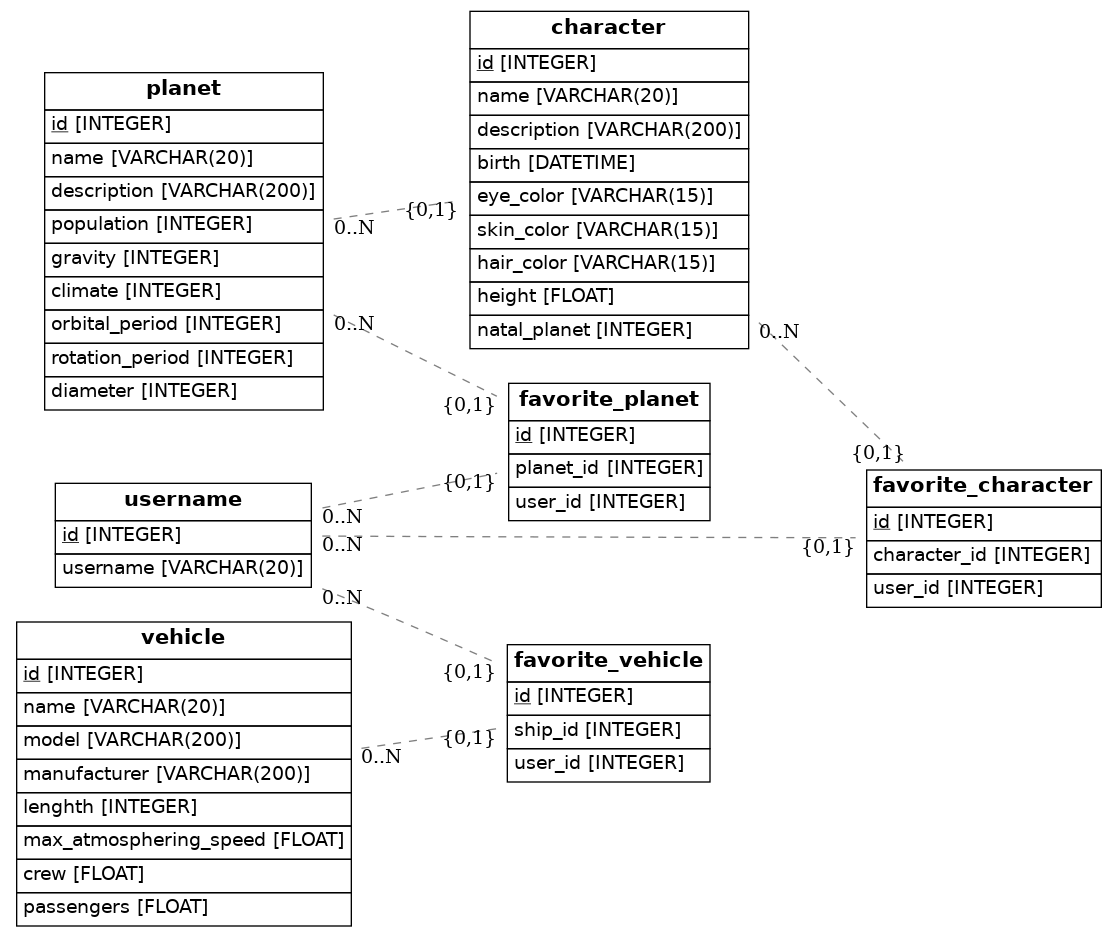 character
id [INTEGER]
name [VARCHAR(20)]
description [VARCHAR(200)]
birth [DATETIME]
eye_color [VARCHAR(15)]
skin_color [VARCHAR(15)]
hair_color [VARCHAR(15)]
height [FLOAT]
natal_planet [INTEGER]
planet
id [INTEGER]
name [VARCHAR(20)]
description [VARCHAR(200)]
population [INTEGER]
gravity [INTEGER]
climate [INTEGER]
orbital_period [INTEGER]
rotation_period [INTEGER]
diameter [INTEGER]
0..N
{0,1}
0..N
{0,1}
0..N
{0,1}
favorite_planet
id [INTEGER]
planet_id [INTEGER]
user_id [INTEGER]
favorite_character
id [INTEGER]
character_id [INTEGER]
user_id [INTEGER]
username
id [INTEGER]
username [VARCHAR(20)]
0..N
{0,1}
0..N
{0,1}
0..N
{0,1}
vehicle
id [INTEGER]
name [VARCHAR(20)]
model [VARCHAR(200)]
manufacturer [VARCHAR(200)]
lenghth [INTEGER]
max_atmosphering_speed [FLOAT]
crew [FLOAT]
passengers [FLOAT]
0..N
{0,1}
favorite_vehicle
id [INTEGER]
ship_id [INTEGER]
user_id [INTEGER]